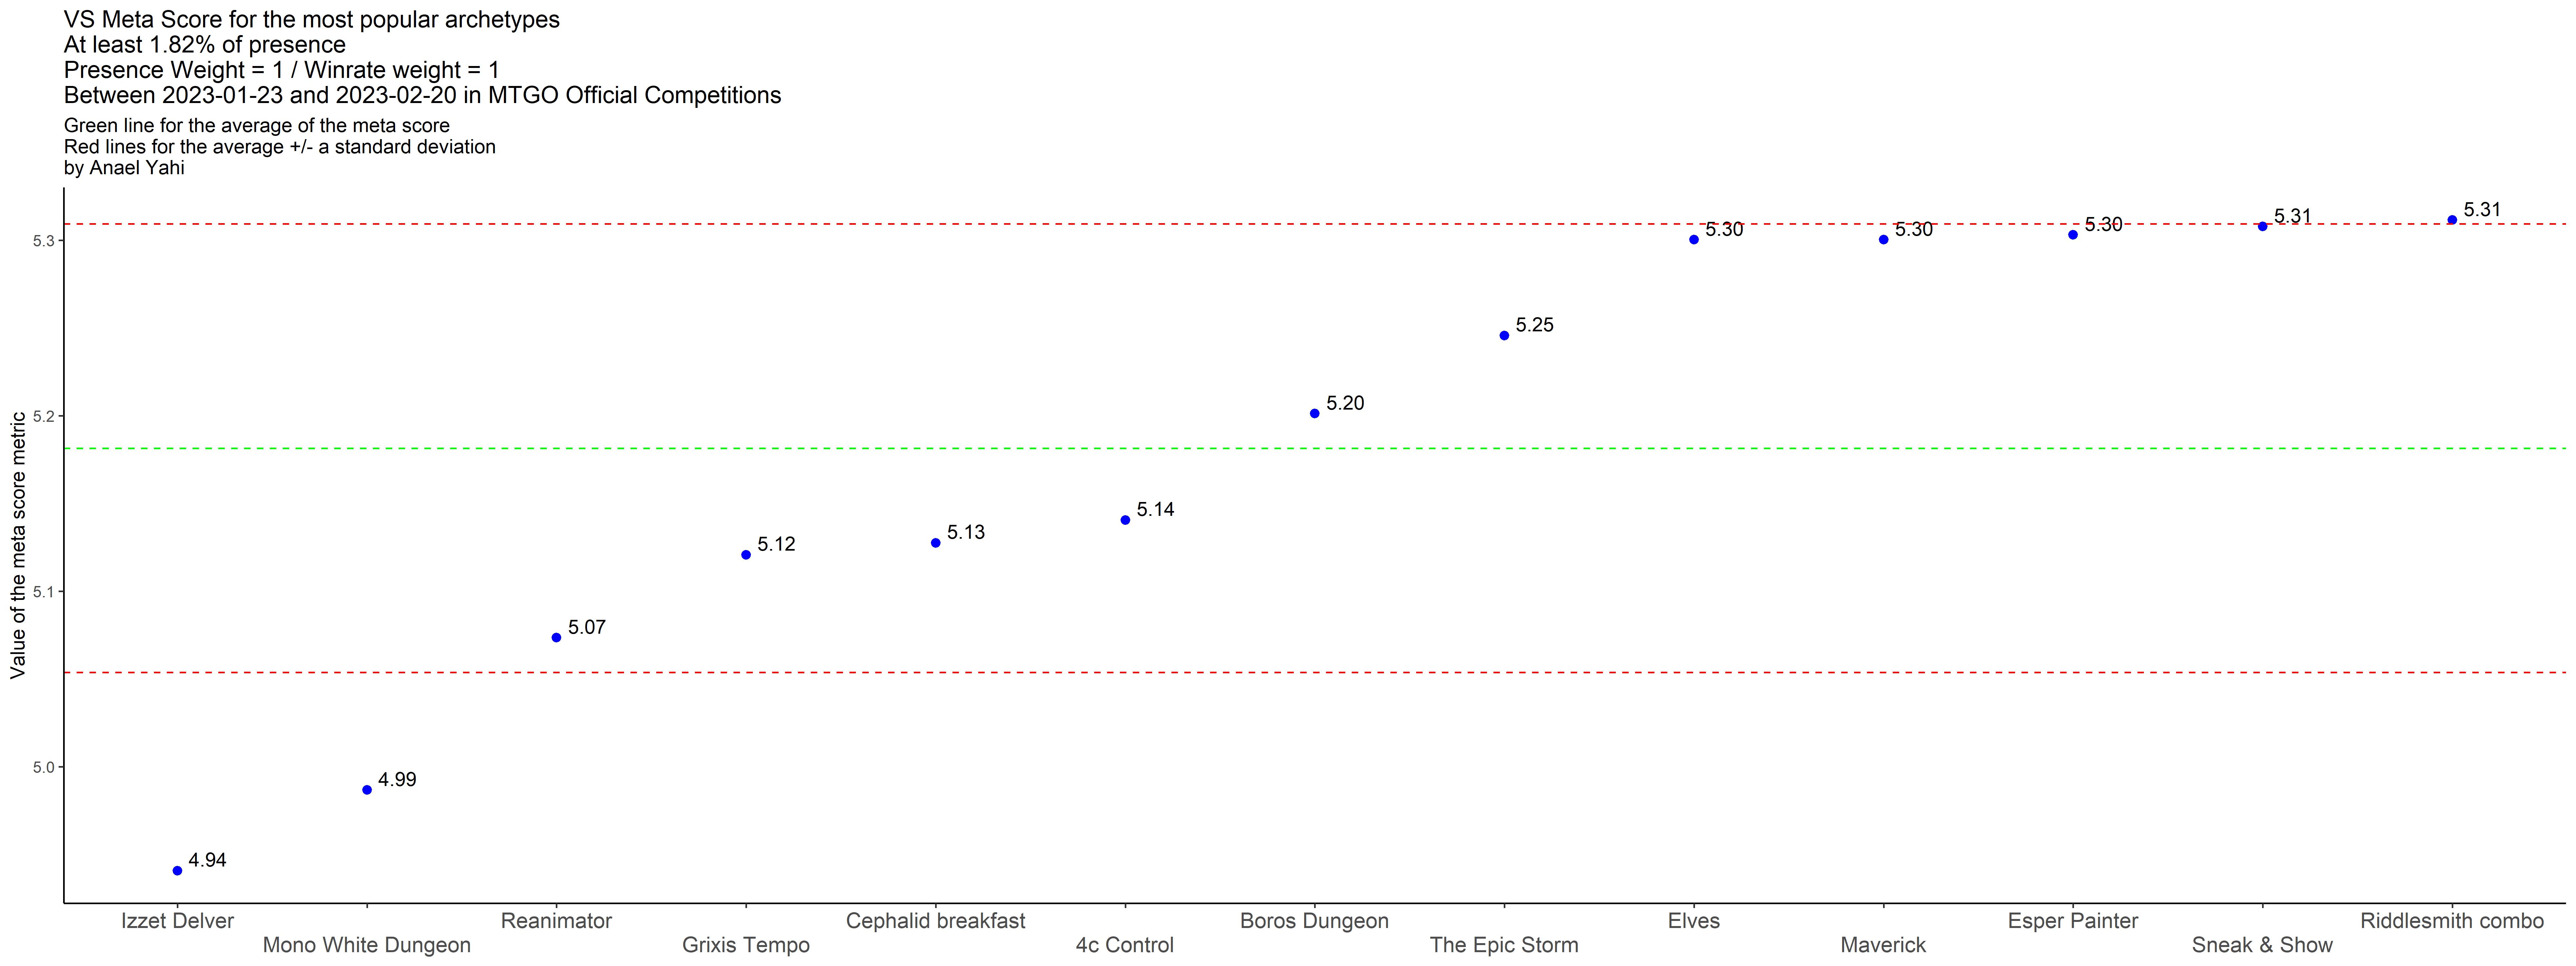 VS Meta Score for the most popular archetypes
At least 1.82% of presence
Presence Weight = 1 / Winrate weight = 1
Between 2023-01-23 and 2023-02-20 in MTGO Official Competitions
Green line for the average of the meta score
Red lines for the average +/- a standard deviation
by Anael Yahi
Value of the meta score metric
5.3
5.2
5.1
5.0
4.94
4.99
5.07
5.12
5.13
5.14
5.20
5.25
5.30
5.30
5.30
5.31
5.31
Izzet Delver
Mono White Dungeon
Reanimator
Grixis Tempo
Cephalid breakfast
4c Control
Boros Dungeon
The Epic Storm
Elves
Maverick
Esper Painter
Sneak & Show
Riddlesmith combo